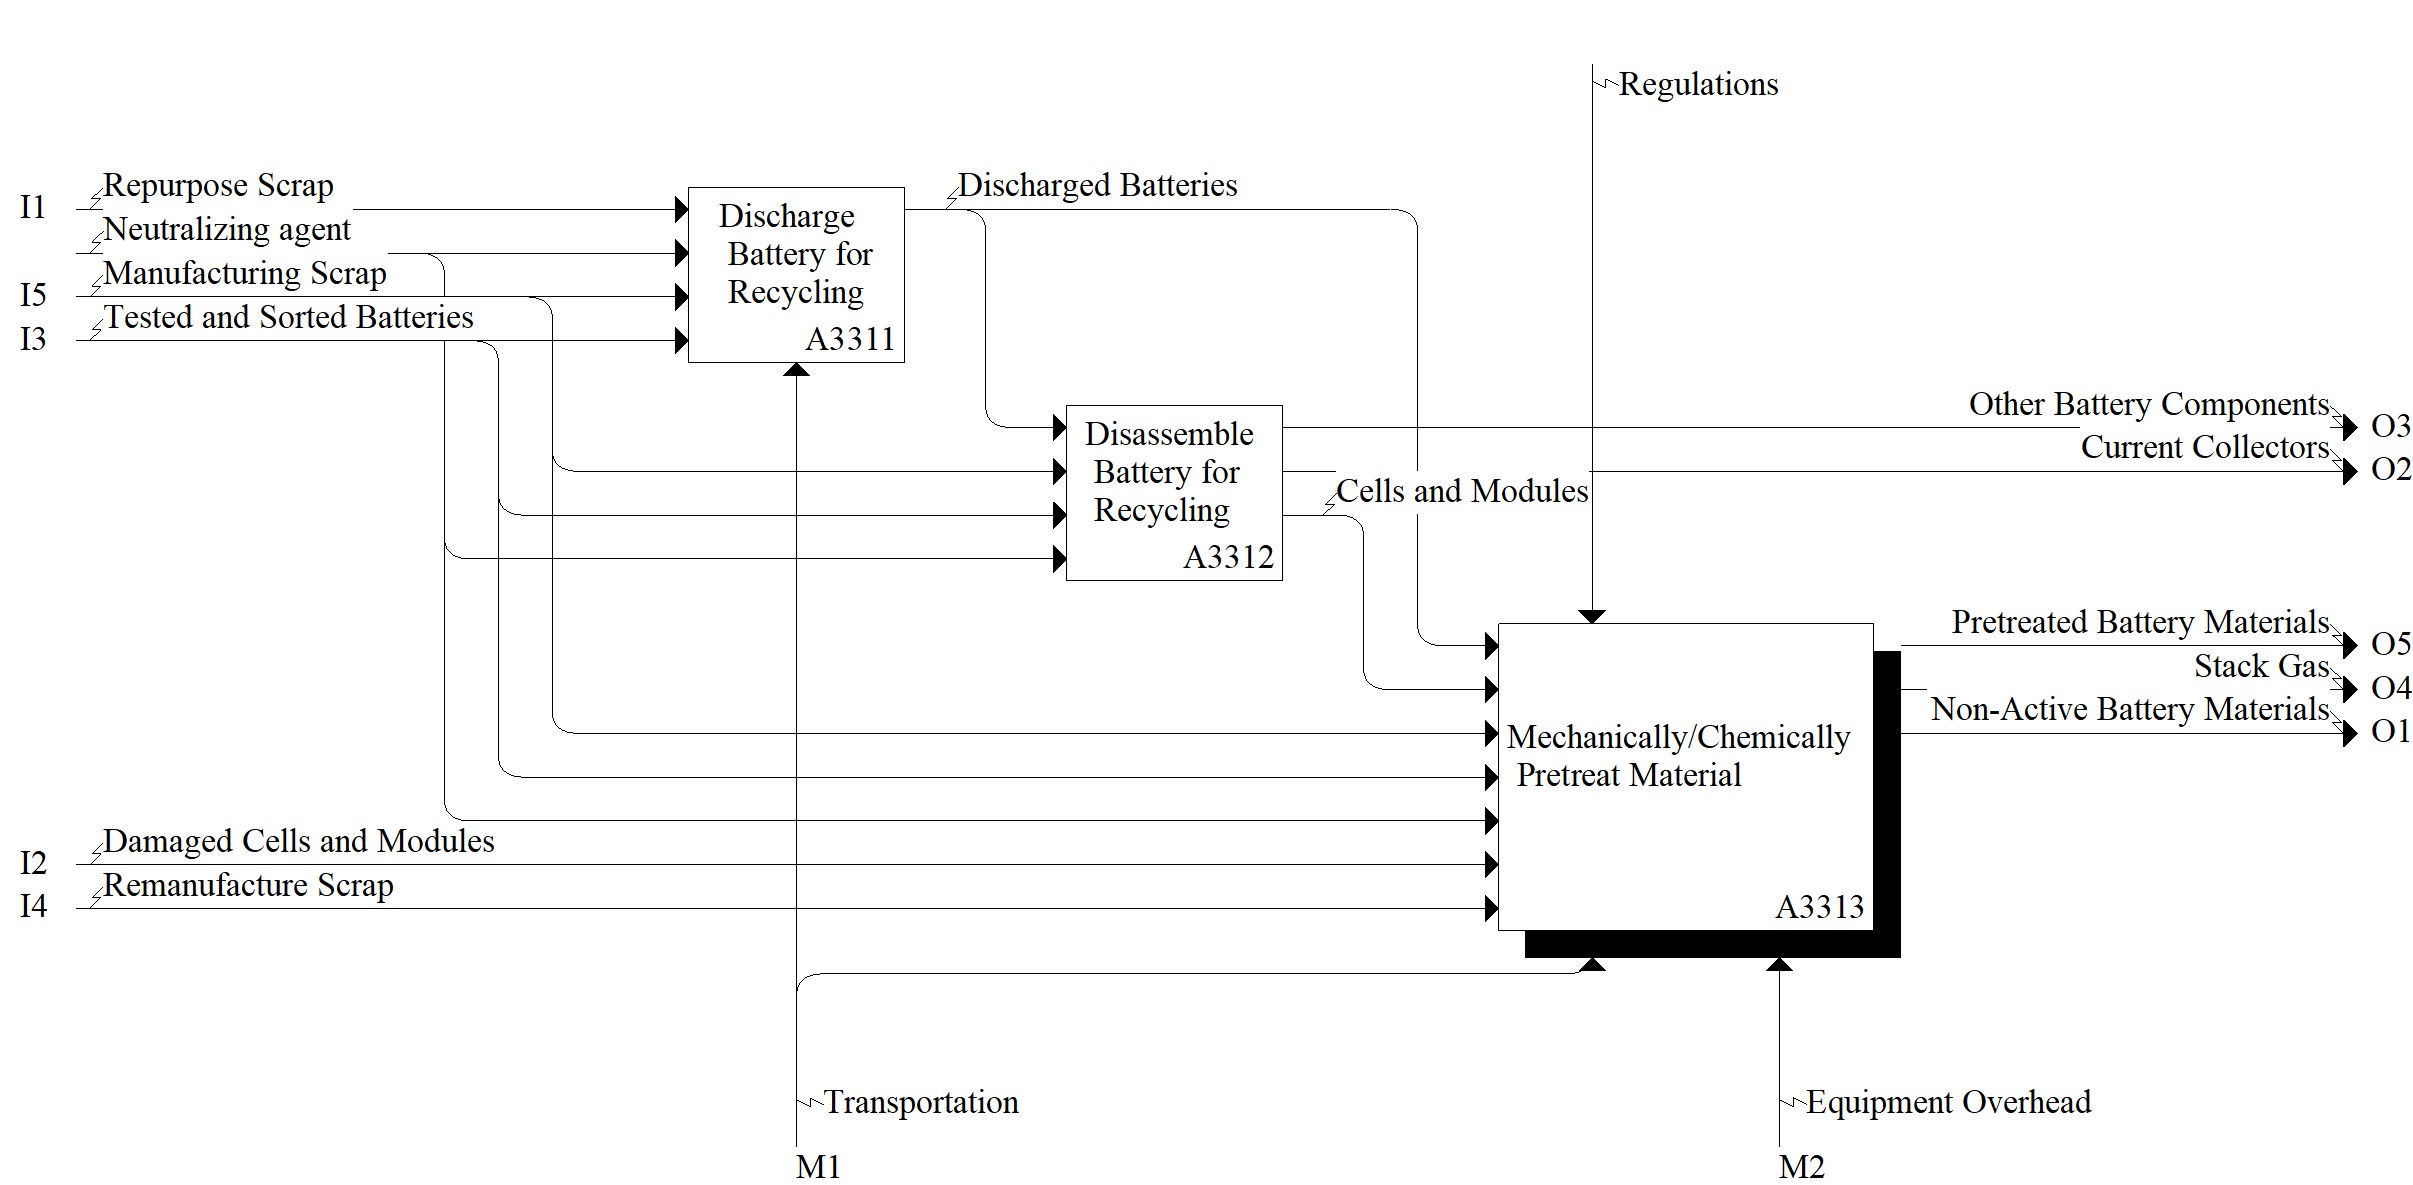 Regulations
I1
Repurpose Scrap
Neutralizing agent
I5
Manufacturing Scrap
I3
Tested and Sorted Batteries
Discharge
Battery for
Recycling
A3311
Discharged Batteries
Disassemble
Battery for
Recycling
A3312
Other Battery Components
O3
Current Collectors
O2
Cells and Modules
Pretreated Battery Materials
O5
Stack Gas
O4
Non-Active Battery Materials
O1
Mechanically/Chemically
Pretreat Material
A3313
I2
Damaged Cells and Modules
I4
Remanufacture Scrap
Transportation
M1
Equipment Overhead
M2